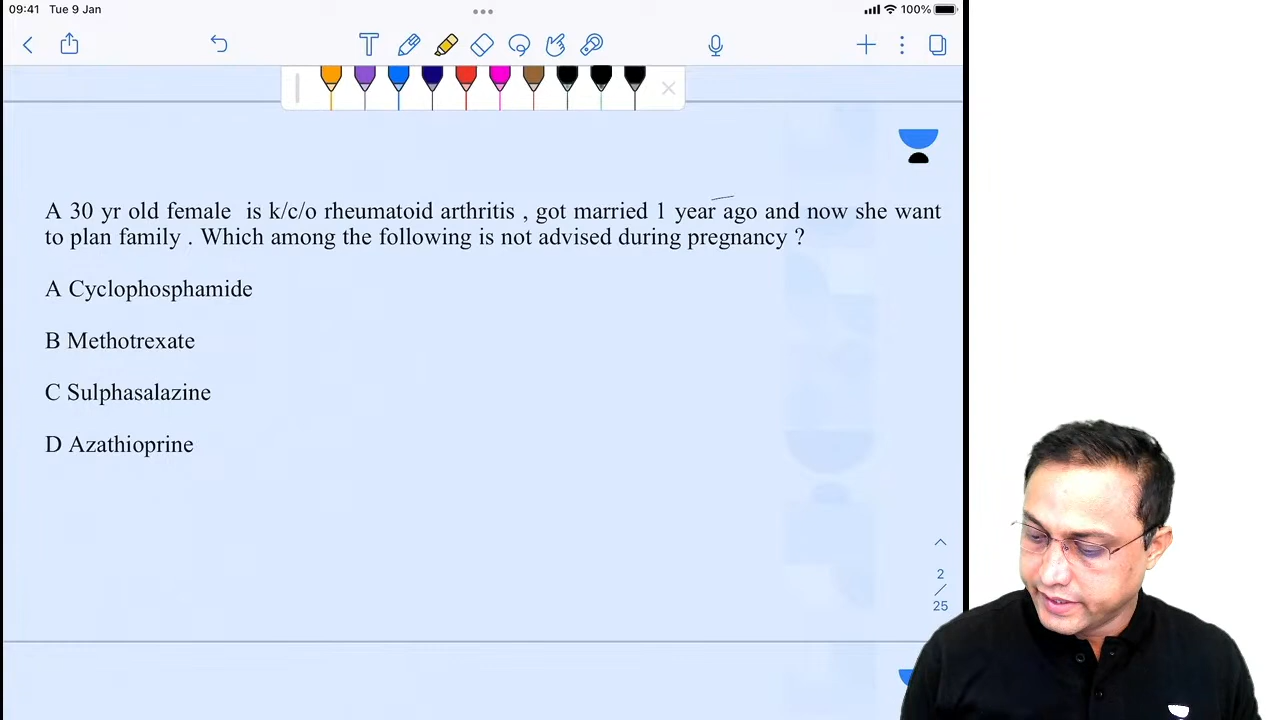 09:41 Tue 9 Jan
100%
T
A 30 yr old female is k/c/o rheumatoid arthritis , got married 1 year ago and now she want
to plan family . Which among the following is not advised during pregnancy ?
A Cyclophosphamide
B Methotrexate
C Sulphasalazine
D Azathioprine
2
/
25